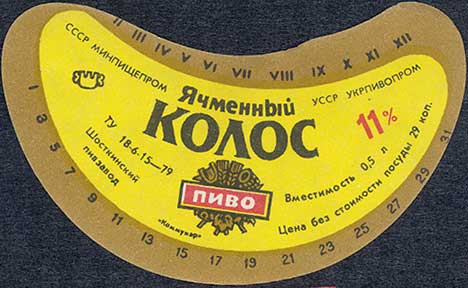 II III IV V VI VII VIII IX X XI XII
СССР МИНПИЩЕПРОМ
УССР УКРПИВОПРОМ
Ячменный
КОЛОС
11%
ТУ 18-6-15—79
Шосткинский
пивзавод
ПИВО
Вместимость 0,5 л
Цена без стоимости посуды 29 коп.
«Коммунар»
1 3 5 7 9 11 13 15 17 19 21 23 25 27 29 31